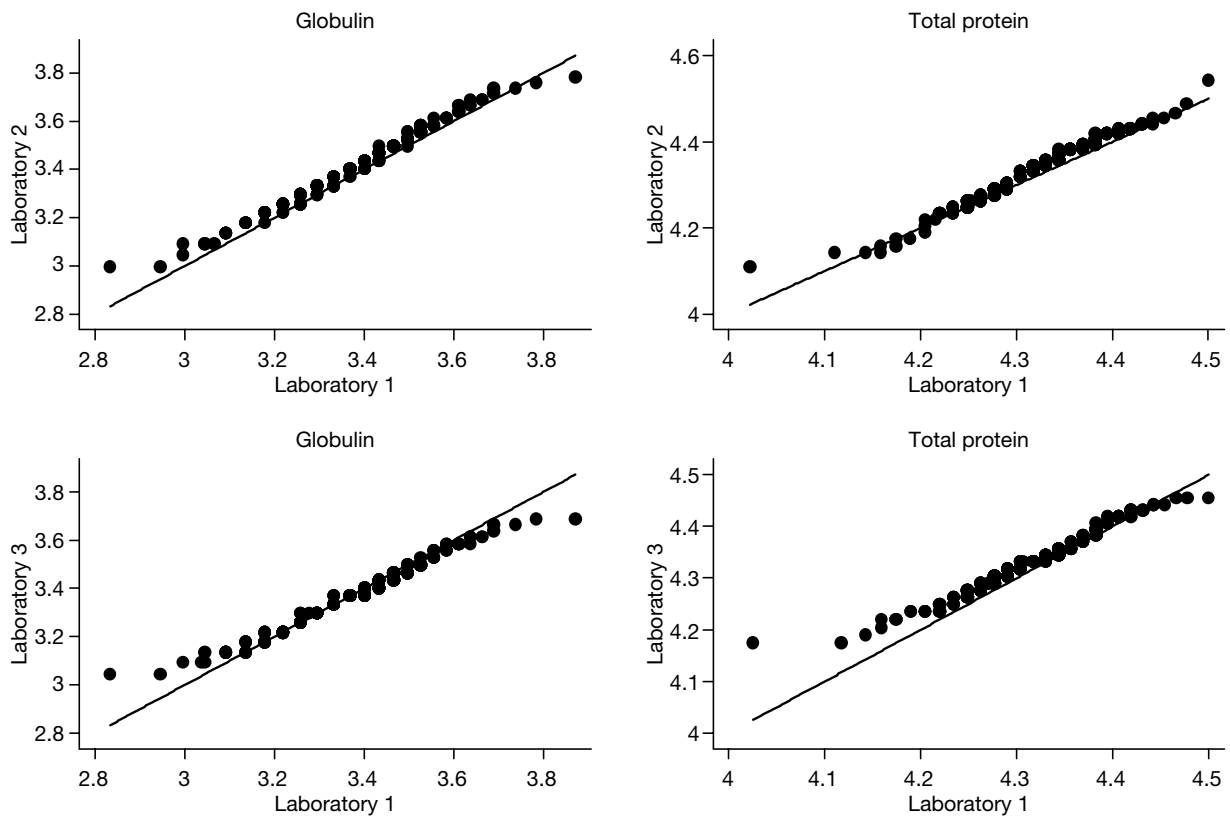 Globulin
3.8
3.6
3.4
3.2
3
2.8
Laboratory 2
2.8 3 3.2 3.4 3.6 3.8
Laboratory 1
Total protein
4.6
4.4
4.2
4
Laboratory 2
4 4.1 4.2 4.3 4.4 4.5
Laboratory 1
Globulin
3.8
3.6
3.4
3.2
3
2.8
Laboratory 3
2.8 3 3.2 3.4 3.6 3.8
Laboratory 1
Total protein
4.5
4.4
4.3
4.2
4.1
4
Laboratory 3
4 4.1 4.2 4.3 4.4 4.5
Laboratory 1